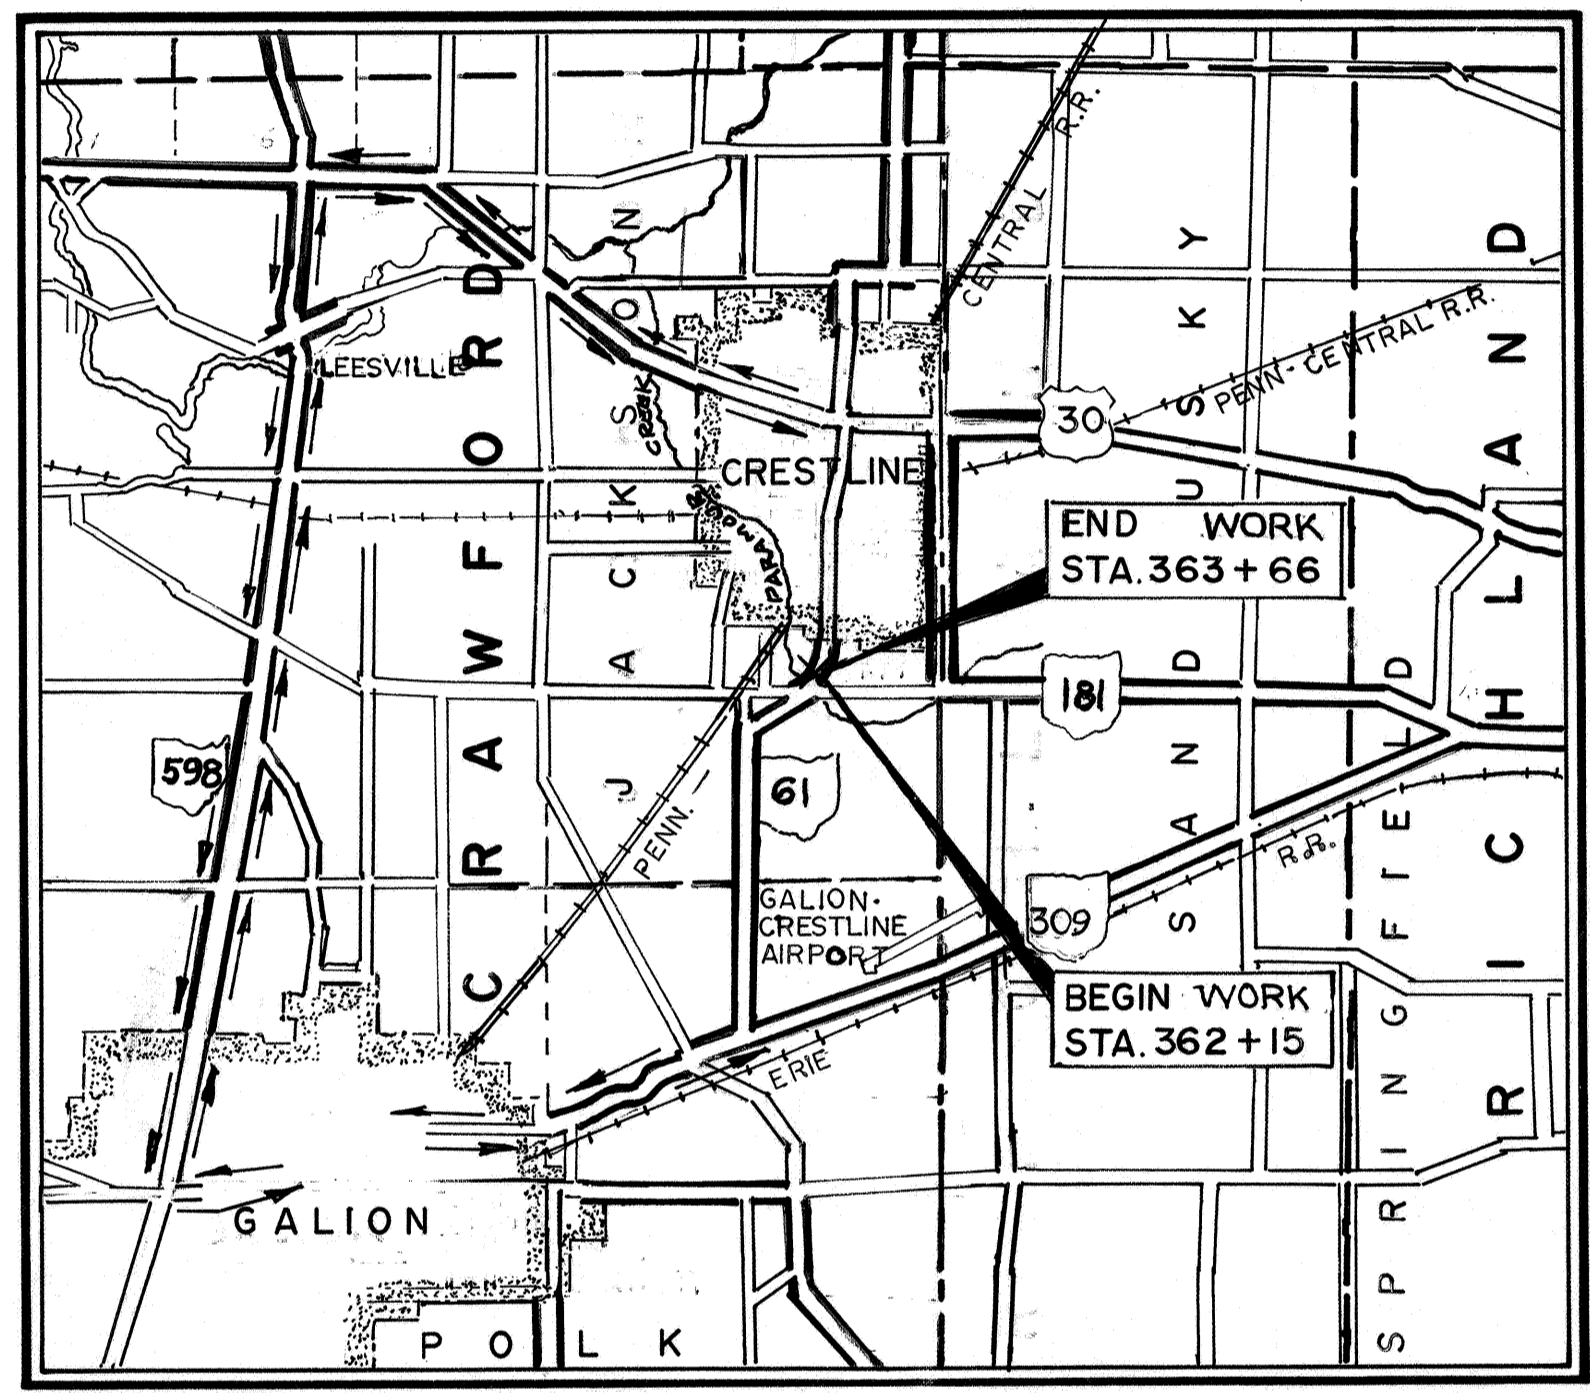 CENTRAL R.R.
PENN-CENTRAL R.R.
LEESVILLE
CREEK
PARAMOUR
CRESTLINE
30
END WORK
STA. 363+66
181
598
61
PENN.
GALION-
CRESTLINE
AIRPORT
309
R.R.
BEGIN WORK
STA. 362+15
ERIE
GALION
POLK
CRAWFORD
JACKSON
SANDUSKY
SPRINGFIELD
RICHLAND